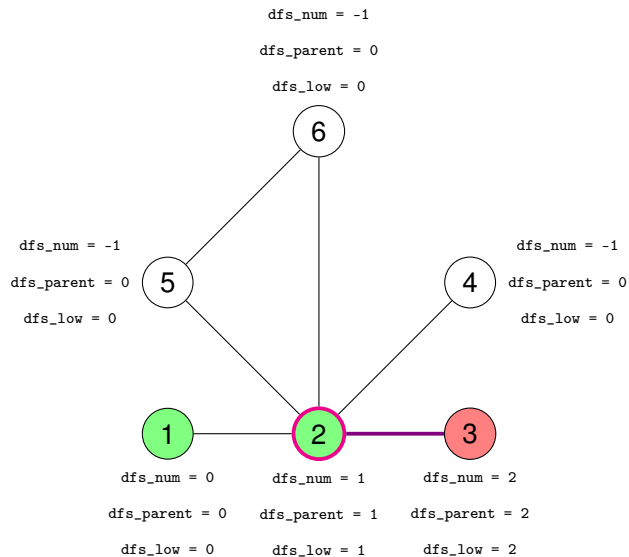 dfs_num = -1
dfs_parent = 0
dfs_low = 0
6
dfs_num = -1
dfs_parent = 0
dfs_low = 0
5
4
dfs_num = -1
dfs_parent = 0
dfs_low = 0
1
2
3
dfs_num = 0
dfs_parent = 0
dfs_low = 0
dfs_num = 1
dfs_parent = 1
dfs_low = 1
dfs_num = 2
dfs_parent = 2
dfs_low = 2